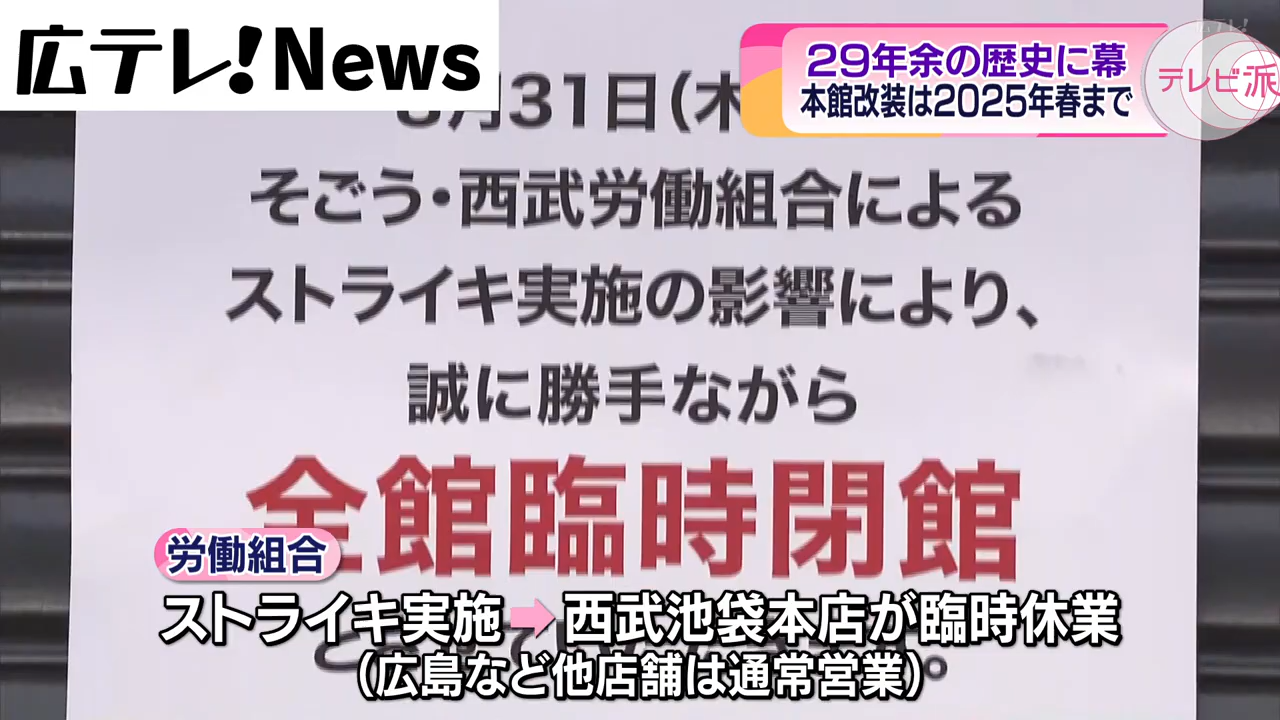 広テレ!News
29年余の歴史に幕
本館改装は2025年春まで
テレビ派
月31日(木
そごう・西武労働組合による
ストライキ実施の影響により、
誠に勝手ながら
全館臨時閉館
労働組合
ストライキ実施➡西武池袋本店が臨時休業
(広島など他店舗は通常営業)